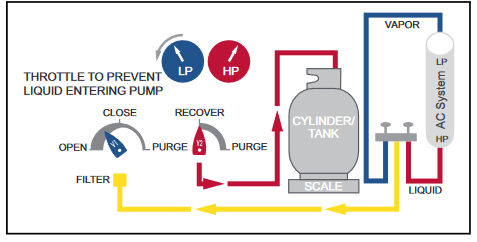 VAPOR
LP
HP
THROTTLE TO PREVENT
LIQUID ENTERING PUMP
CLOSE
RECOVER
OPEN
V1
PURGE
V2
PURGE
CYLINDER/
TANK
LP
AC System
HP
FILTER
SCALE
LIQUID